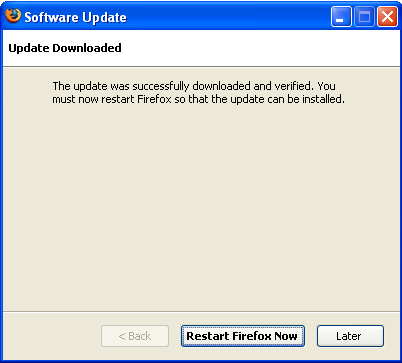 Software Update
Update Downloaded
The update was successfully downloaded and verified. You
must now restart Firefox so that the update can be installed.
< Back
Restart Firefox Now
Later